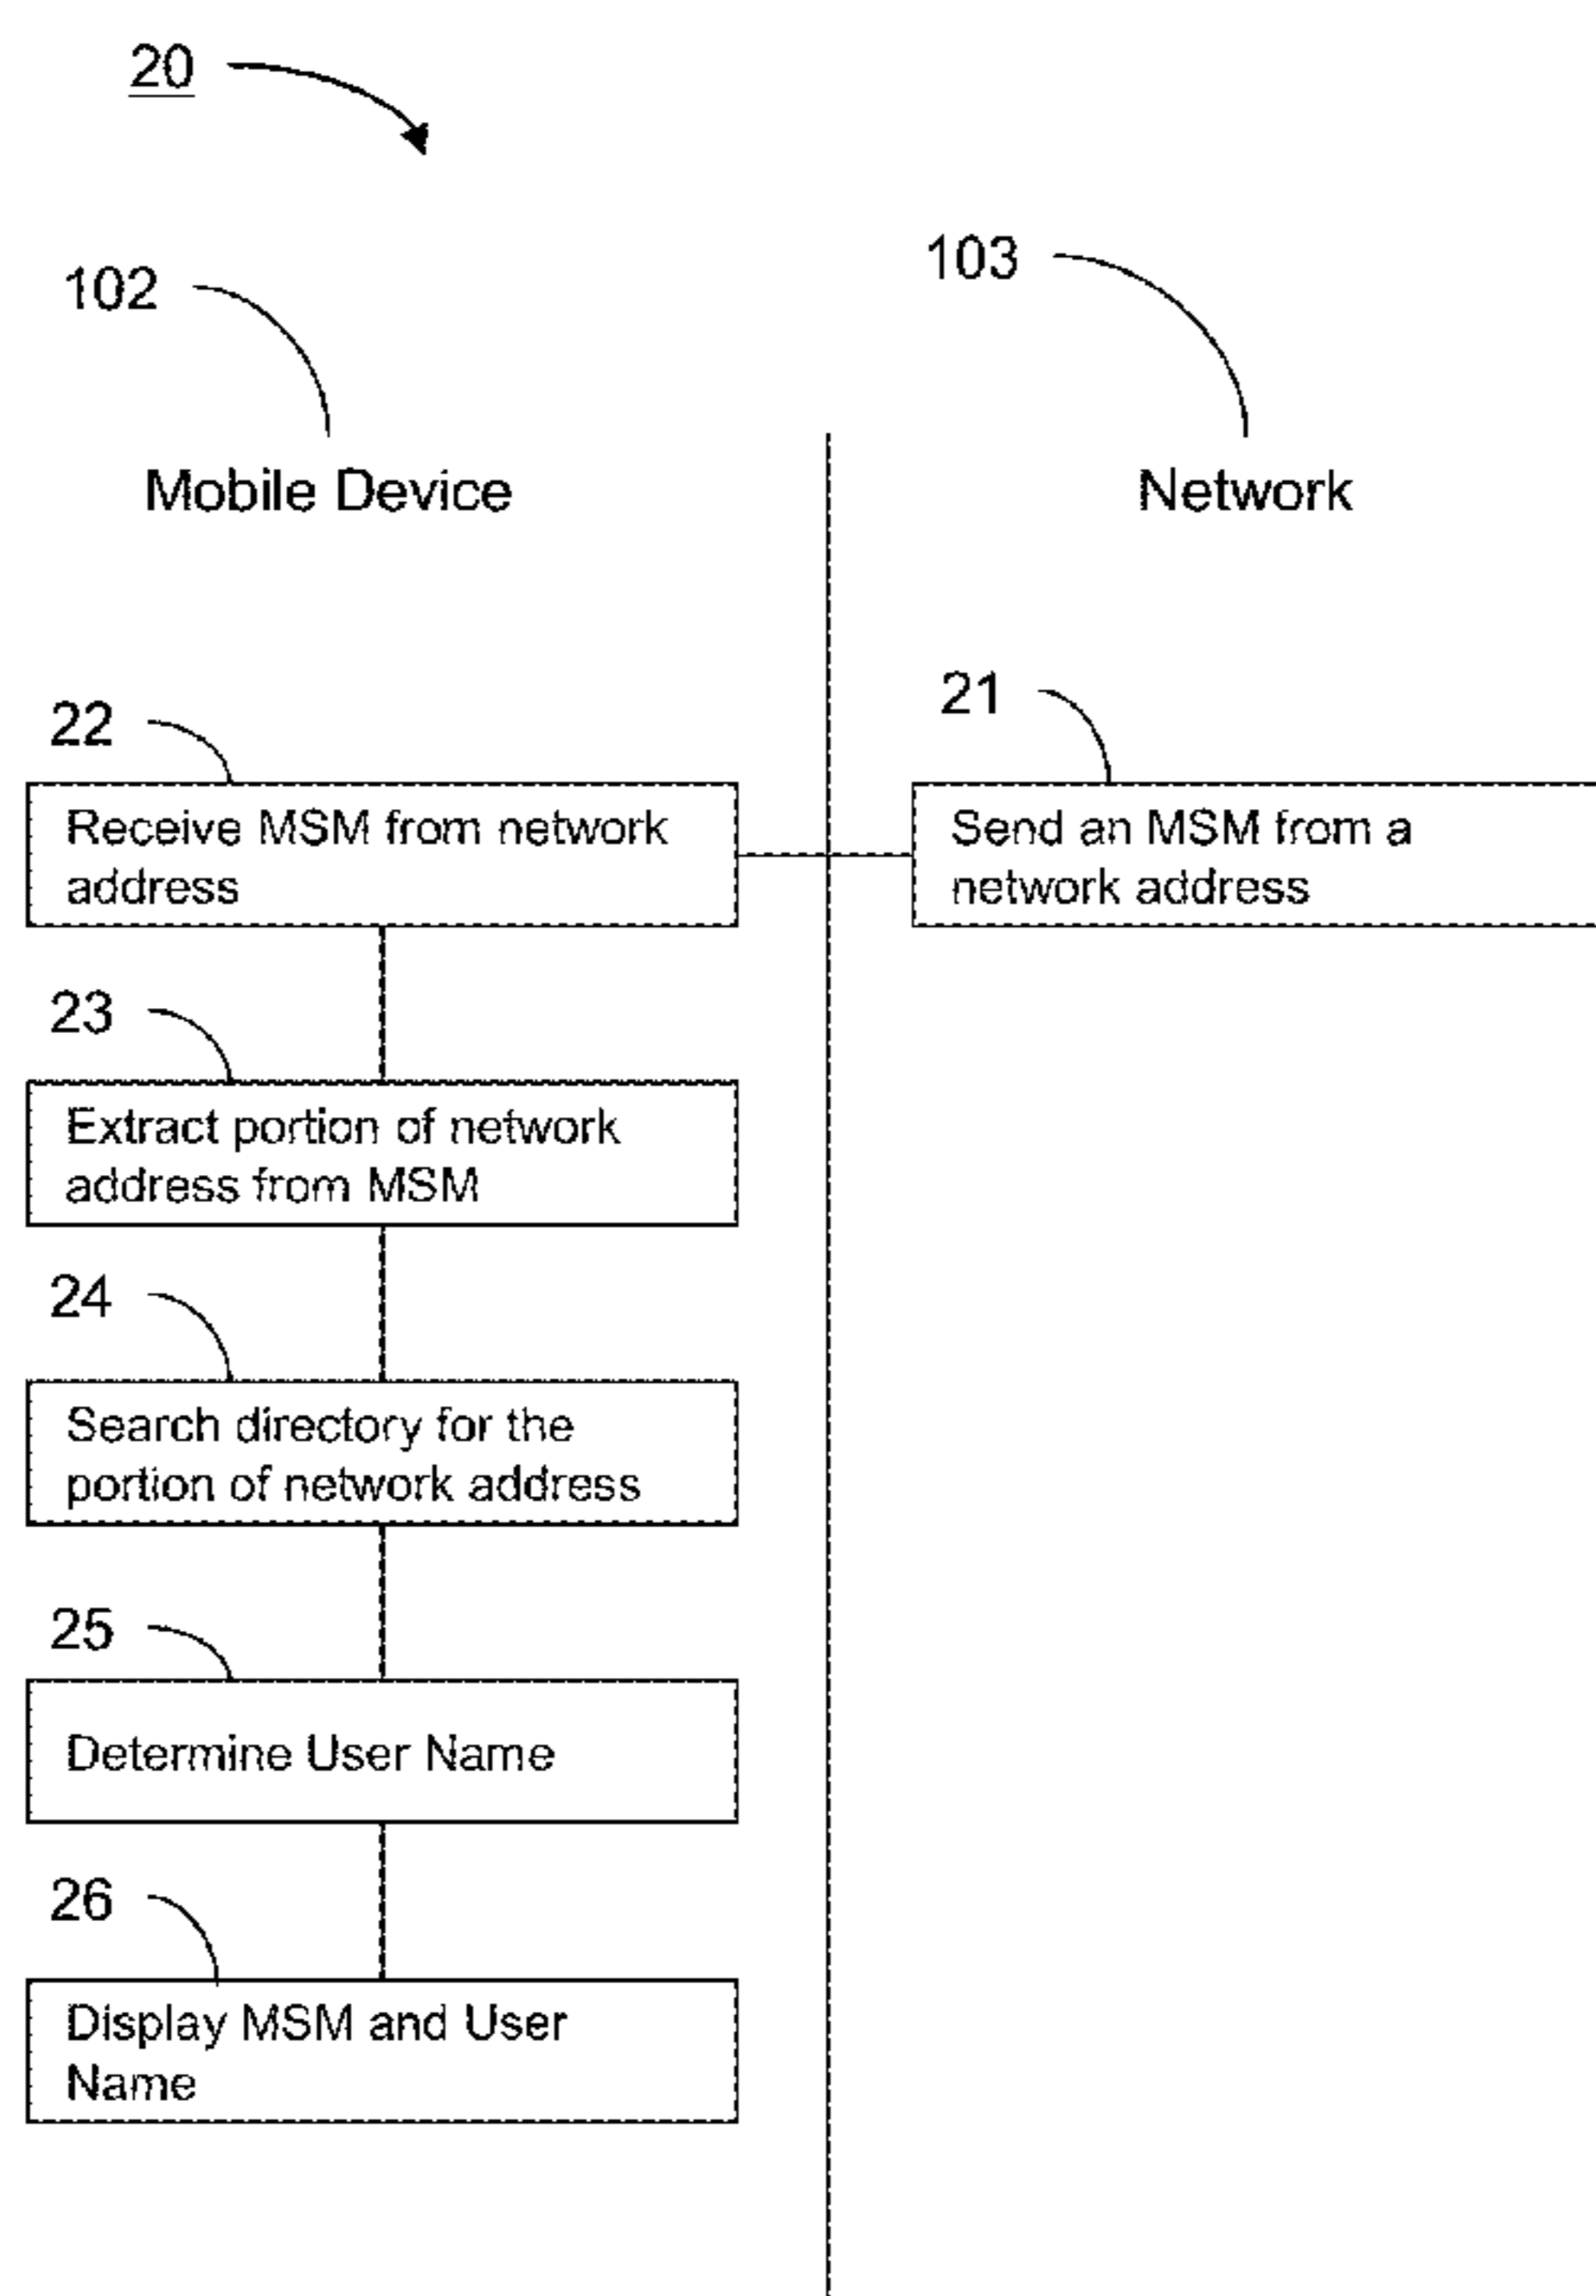 20
102
103
Mobile Device
Network
22
21
Receive MSM from network
address
Send an MSM from a
network address
23
Extract portion of network
address from MSM
24
Search directory for the
portion of network address
25
Determine User Name
26
Display MSM and User
Name